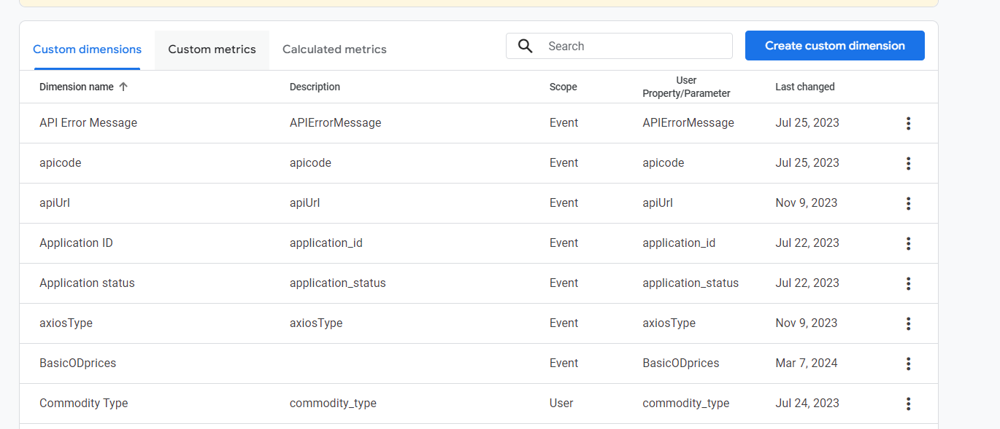 Custom dimensions Custom metrics Calculated metrics Search Create custom dimension
Dimension name Description Scope User Property/Parameter Last changed
API Error Message APIErrorMessage Event APIErrorMessage Jul 25, 2023
apicode apicode Event apicode Jul 25, 2023
apiUrl apiUrl Event apiUrl Nov 9, 2023
Application ID application_id Event application_id Jul 22, 2023
Application status application_status Event application_status Jul 22, 2023
axiosType axiosType Event axiosType Nov 9, 2023
BasicODprices Event BasicODprices Mar 7, 2024
Commodity Type commodity_type User commodity_type Jul 24, 2023